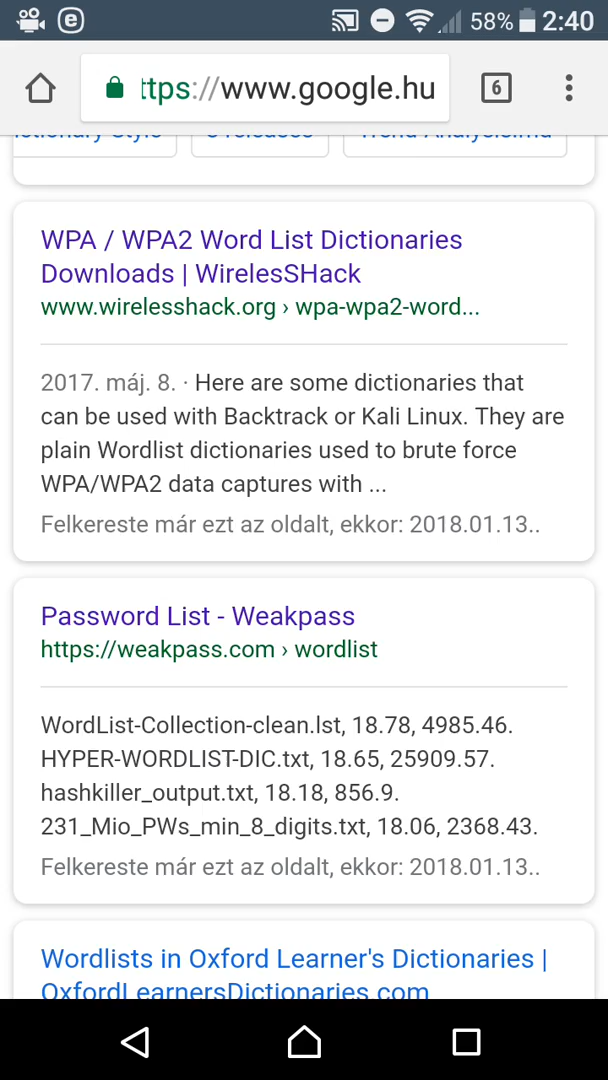 58% 2:40
ttps://www.google.hu
6
WPA / WPA2 Word List Dictionaries
Downloads | WirelesSHack
www.wirelesshack.org › wpa-wpa2-word...
2017. máj. 8. · Here are some dictionaries that
can be used with Backtrack or Kali Linux. They are
plain Wordlist dictionaries used to brute force
WPA/WPA2 data captures with ...
Felkereste már ezt az oldalt, ekkor: 2018.01.13..
Password List - Weakpass
https://weakpass.com › wordlist
WordList-Collection-clean.lst, 18.78, 4985.46.
HYPER-WORDLIST-DIC.txt, 18.65, 25909.57.
hashkiller_output.txt, 18.18, 856.9.
231_Mio_PWs_min_8_digits.txt, 18.06, 2368.43.
Felkereste már ezt az oldalt, ekkor: 2018.01.13..
Wordlists in Oxford Learner's Dictionaries |
OxfordLearnersDictionaries.com